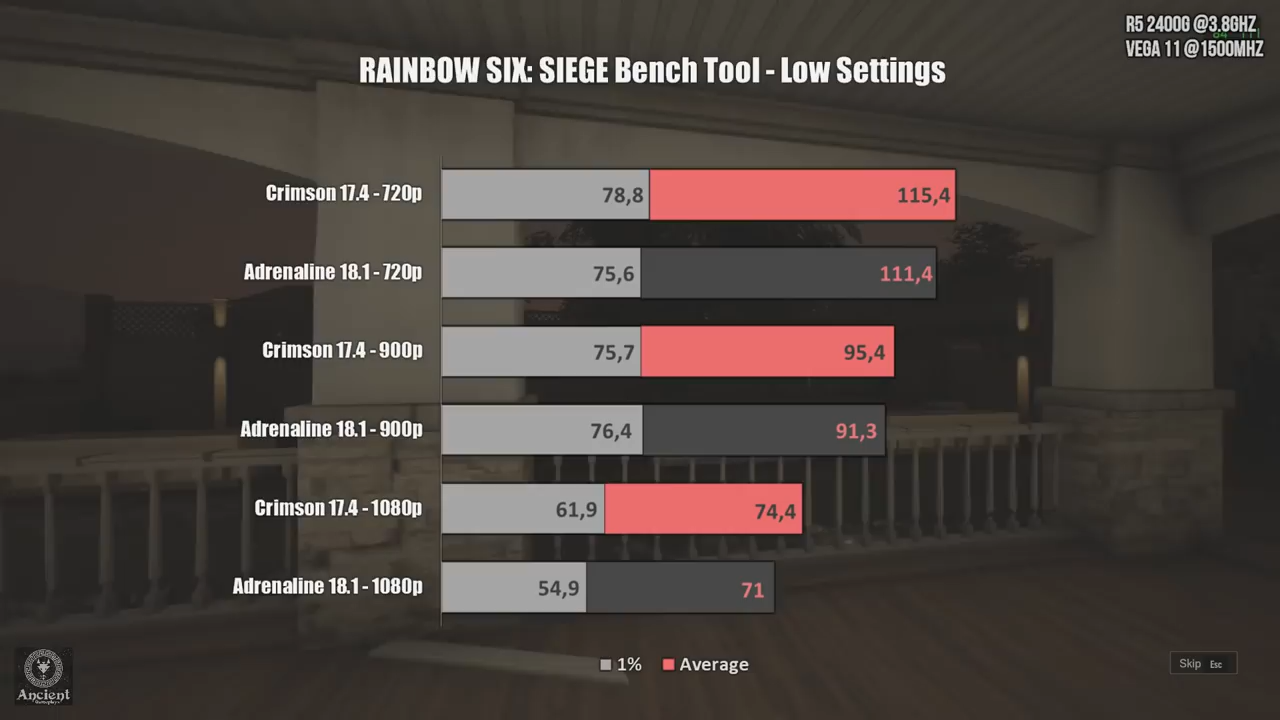 R5 2400G @3.8GHZ
VEGA 11 @1500MHZ
RAINBOW SIX: SIEGE Bench Tool - Low Settings
Crimson 17.4 - 720p 78,8 115,4
Adrenaline 18.1 - 720p 75,6 111,4
Crimson 17.4 - 900p 75,7 95,4
Adrenaline 18.1 - 900p 76,4 91,3
Crimson 17.4 - 1080p 61,9 74,4
Adrenaline 18.1 - 1080p 54,9 71
1% Average
Skip Esc
Ancient
Gameplays